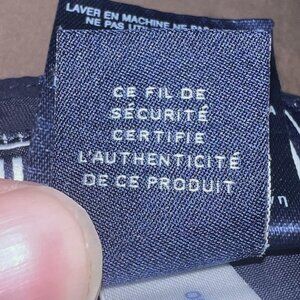 LAVER EN MACHINE
NE PAS
CE FIL DE
SÉCURITÉ
CERTIFIE
L'AUTHENTICITÉ
DE CE PRODUIT